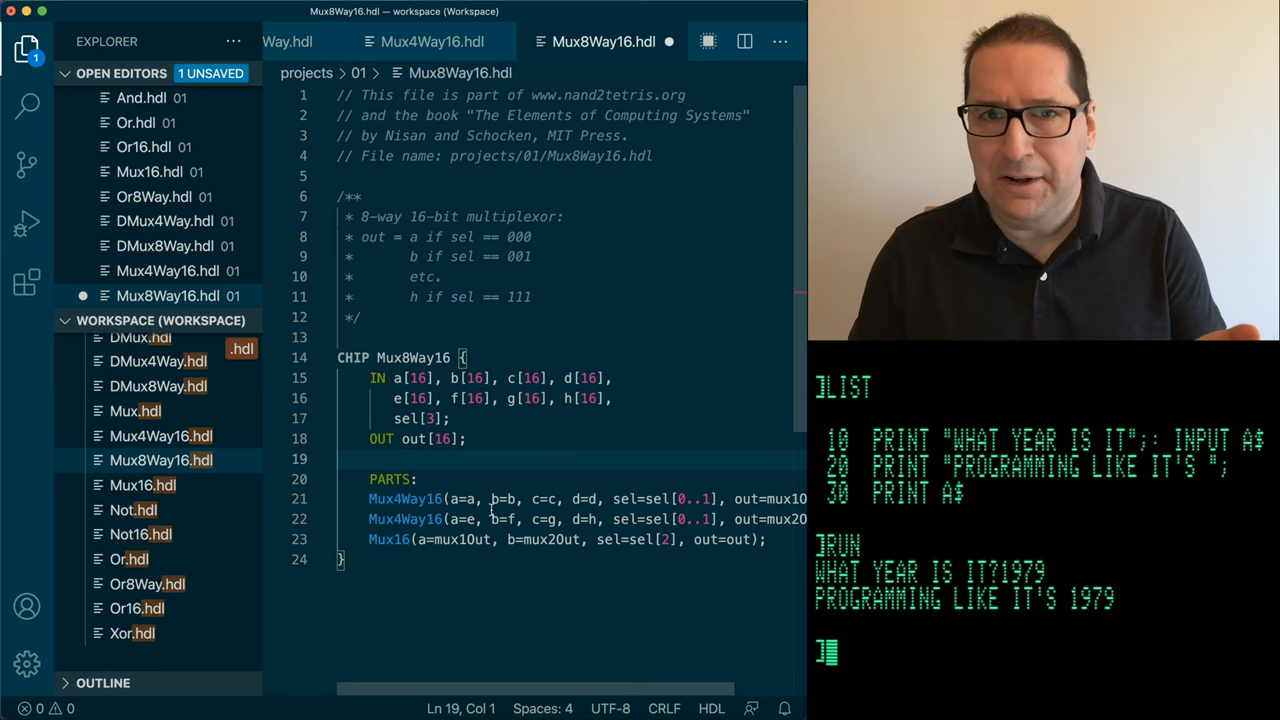 Mux8Way16.hdl — workspace (Workspace)
EXPLORER
OPEN EDITORS 1 UNSAVED
And.hdl 01
Or.hdl 01
Or16.hdl 01
Mux16.hdl 01
Or8Way.hdl 01
DMux4Way.hdl 01
DMux8Way.hdl 01
Mux4Way16.hdl 01
Mux8Way16.hdl 01
WORKSPACE (WORKSPACE)
.hdl
DMux.hdl
DMux4Way.hdl
DMux8Way.hdl
Mux.hdl
Mux4Way16.hdl
Mux8Way16.hdl
Mux16.hdl
Not.hdl
Not16.hdl
Or.hdl
Or8Way.hdl
Or16.hdl
Xor.hdl
OUTLINE
1
Way.hdl Mux4Way16.hdl Mux8Way16.hdl
projects > 01 > Mux8Way16.hdl
1 // This file is part of www.nand2tetris.org
2 // and the book "The Elements of Computing Systems"
3 // by Nisan and Schocken, MIT Press.
4 // File name: projects/01/Mux8Way16.hdl
5
6 /**
7 * 8-way 16-bit multiplexor:
8 * out = a if sel == 000
9 * b if sel == 001
10 * etc.
11 * h if sel == 111
12 */
13
14 CHIP Mux8Way16 {
15 IN a[16], b[16], c[16], d[16],
16 e[16], f[16], g[16], h[16],
17 sel[3];
18 OUT out[16];
19
20 PARTS:
21 Mux4Way16(a=a, b=b, c=c, d=d, sel=sel[0..1], out=mux1O
22 Mux4Way16(a=e, b=f, c=g, d=h, sel=sel[0..1], out=mux2O
23 Mux16(a=mux1Out, b=mux2Out, sel=sel[2], out=out);
24 }
0 0 Ln 19, Col 1 Spaces: 4 UTF-8 CRLF HDL
]LIST
10 PRINT "WHAT YEAR IS IT";: INPUT A$
20 PRINT "PROGRAMMING LIKE IT'S ";
30 PRINT A$
]RUN
WHAT YEAR IS IT?1979
PROGRAMMING LIKE IT'S 1979
]